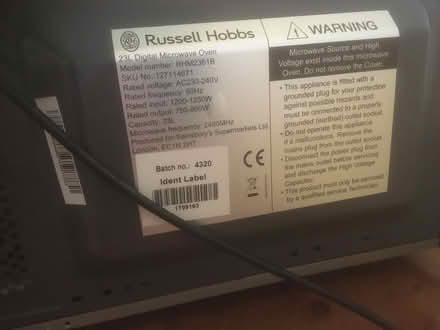 Russell Hobbs
23L Digital Microwave Oven
Model number: RHM2361B
SKU No.: 127114671
Rated voltage: AC230-240V
Rated frequency: 50Hz
Rated input: 1200-1250W
Rated output: 750-800W
Capacity: 23L
Microwave frequency: 2450MHz
Produced for Sainsbury's Supermarkets Ltd
London, EC1N 2HT
Batch no.: 4320
Ident Label
CE
WARNING
Microwave Source and High
Voltage exist inside this microwave
Oven. Do not remove the Cover.
• This appliance is fitted with a
grounded plug for your protection
against possible hazards and
must be connected to a properly
grounded (earthed) outlet socket.
• Do not operate this appliance
if it malfunctions. Remove the
mains plug from the outlet socket.
• Disconnect the power plug from
the mains outlet before servicing
and discharge the High Voltage
Capacitor.
• This product must only be serviced
by a qualified service technician.